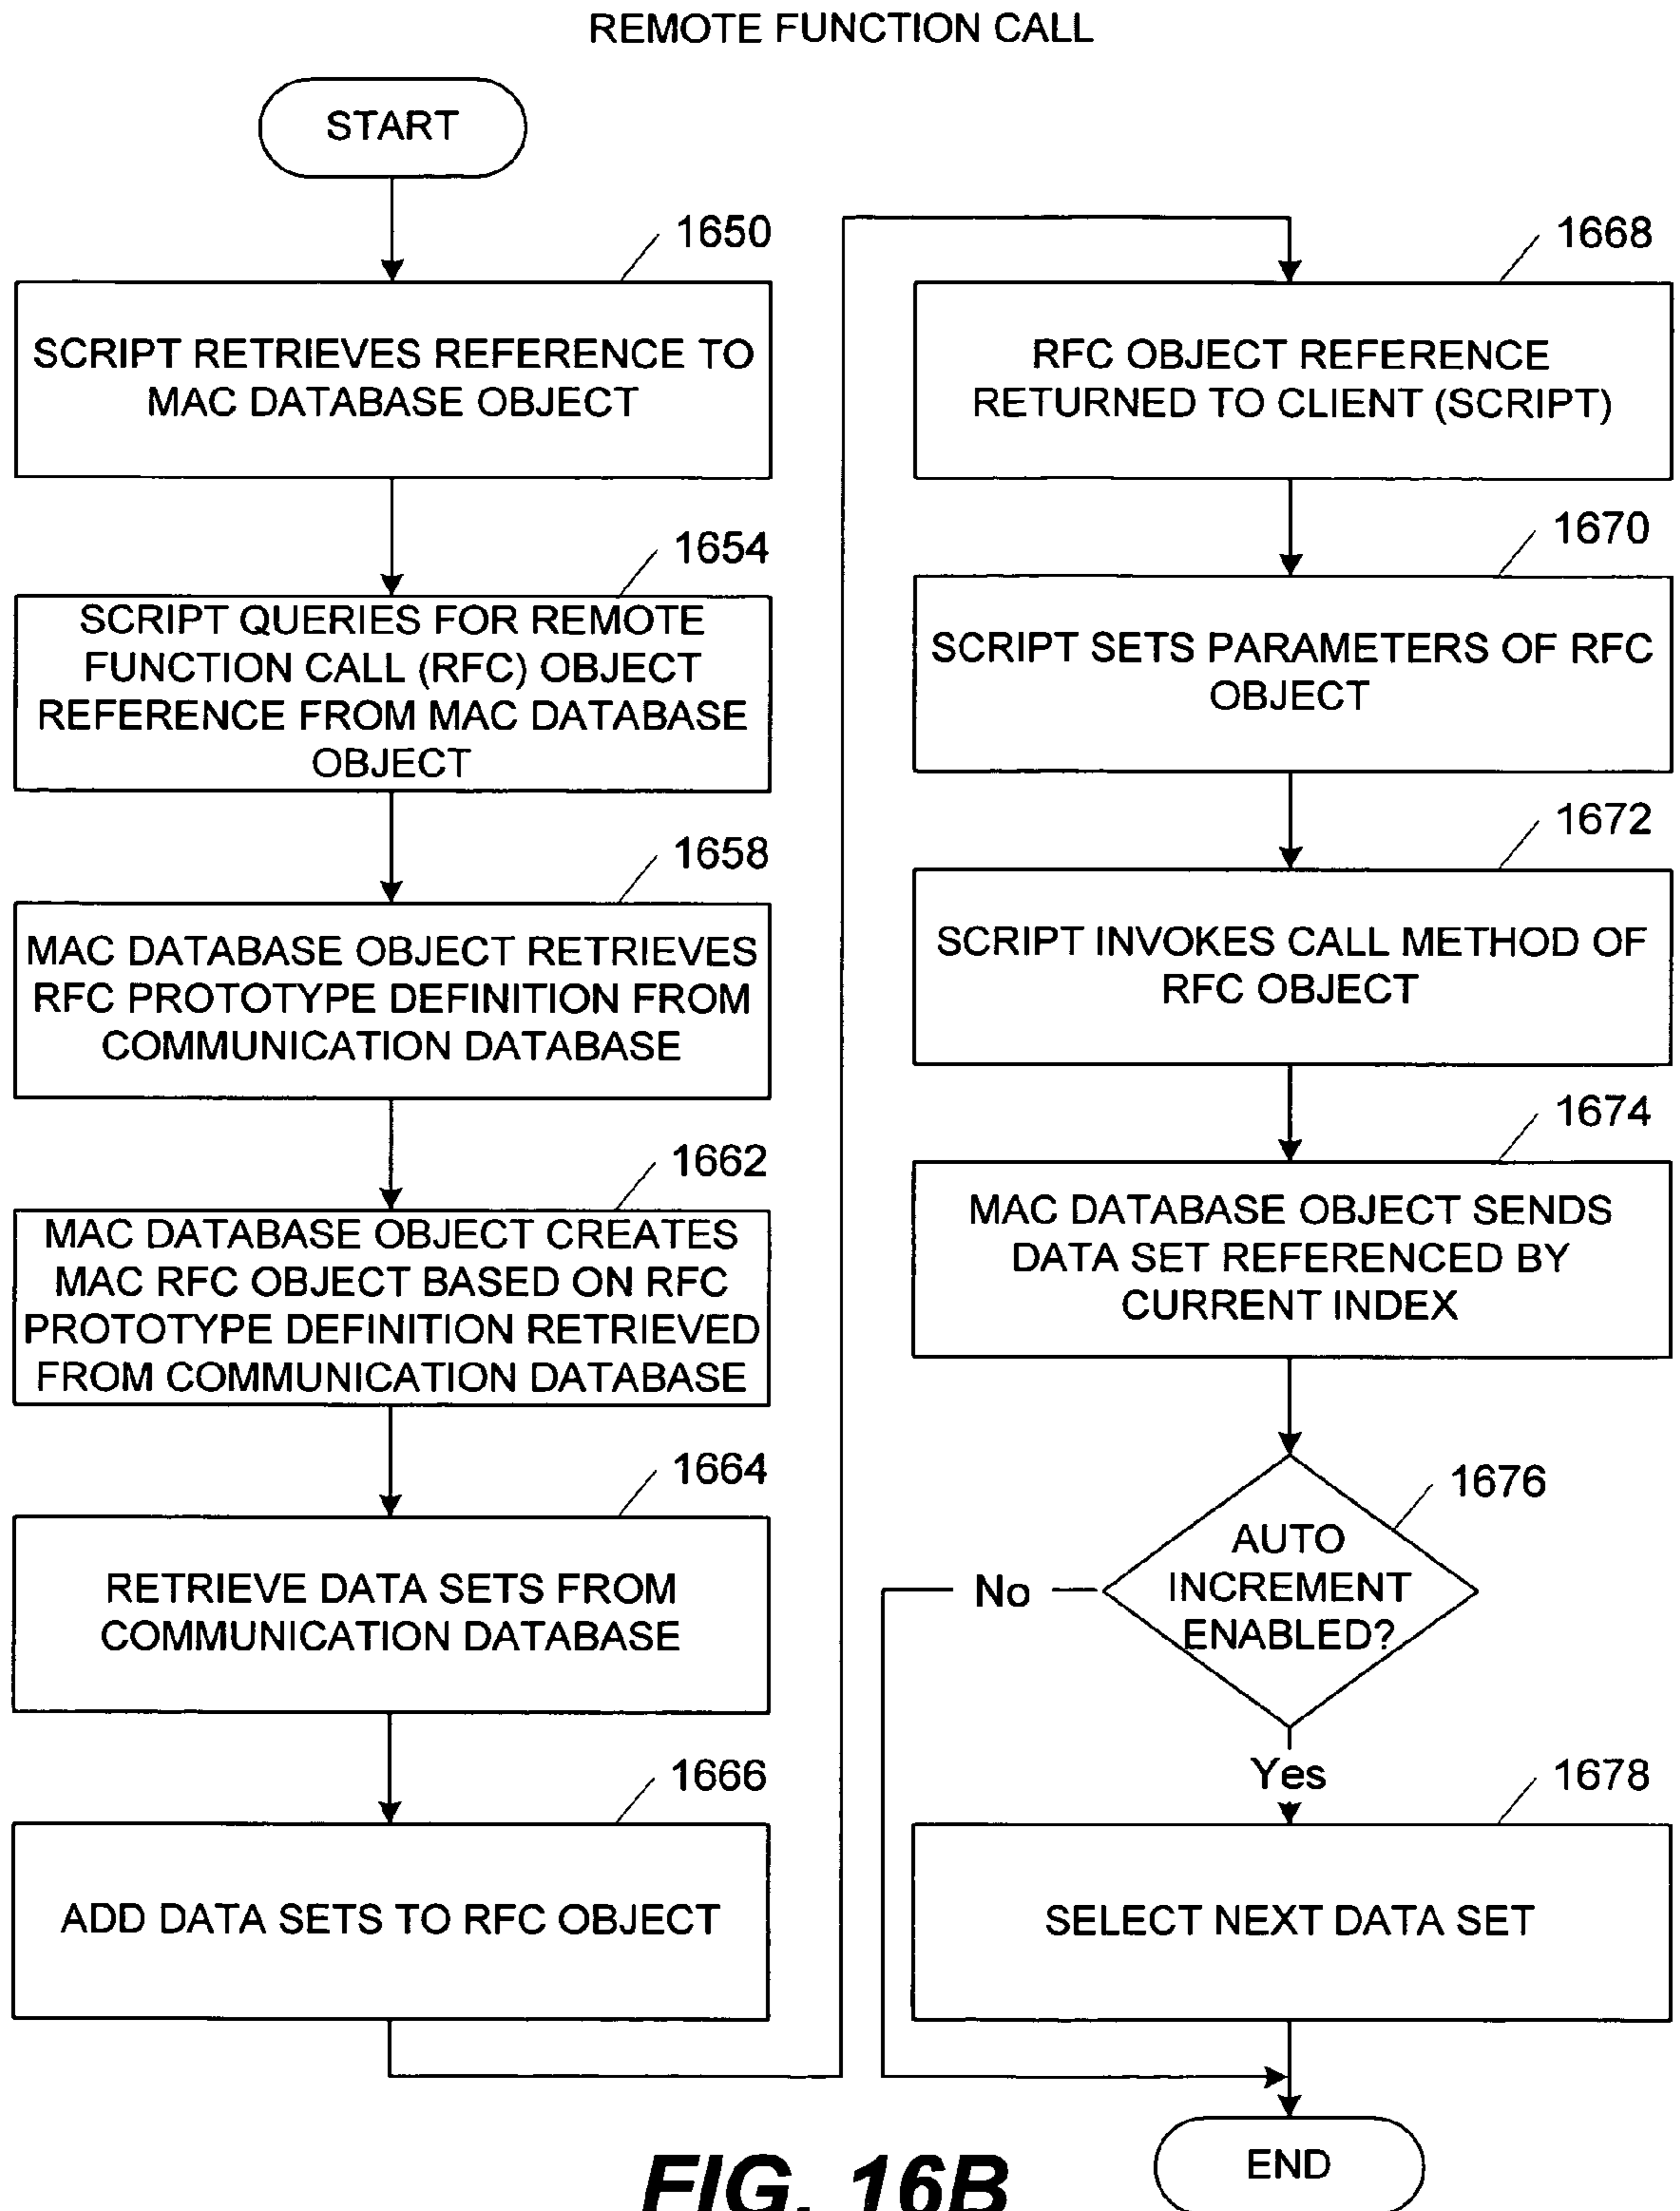 REMOTE FUNCTION CALL
START
1650
SCRIPT RETRIEVES REFERENCE TO
MAC DATABASE OBJECT
1654
SCRIPT QUERIES FOR REMOTE
FUNCTION CALL (RFC) OBJECT
REFERENCE FROM MAC DATABASE
OBJECT
1658
MAC DATABASE OBJECT RETRIEVES
RFC PROTOTYPE DEFINITION FROM
COMMUNICATION DATABASE
1662
MAC DATABASE OBJECT CREATES
MAC RFC OBJECT BASED ON RFC
PROTOTYPE DEFINITION RETRIEVED
FROM COMMUNICATION DATABASE
1664
RETRIEVE DATA SETS FROM
COMMUNICATION DATABASE
1666
ADD DATA SETS TO RFC OBJECT
1668
RFC OBJECT REFERENCE
RETURNED TO CLIENT (SCRIPT)
1670
SCRIPT SETS PARAMETERS OF RFC
OBJECT
1672
SCRIPT INVOKES CALL METHOD OF
RFC OBJECT
1674
MAC DATABASE OBJECT SENDS
DATA SET REFERENCED BY
CURRENT INDEX
1676
AUTO
INCREMENT
ENABLED?
No
Yes
1678
SELECT NEXT DATA SET
END
FIG. 16B